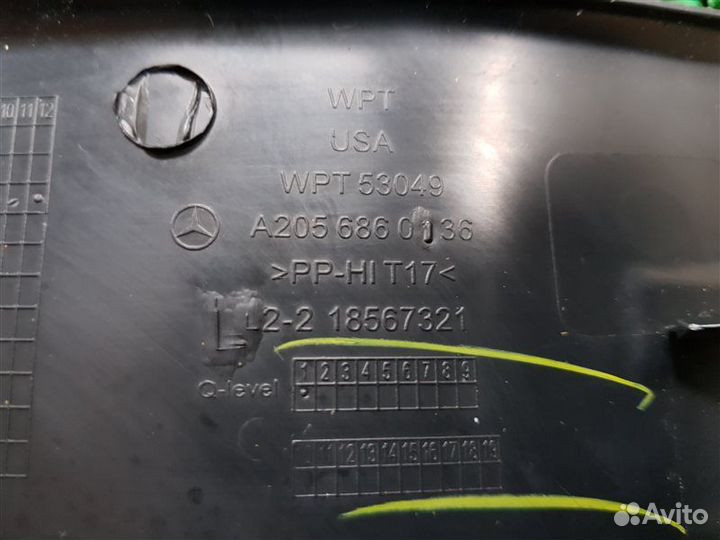 10 11 12
WPT
USA
WPT 53049
A205 686 0136
>PP-HI T17<
L L2-2 18567321
1 2 3 4 5 6 7 8 9
Q-level
C
11 12 13 14 15 16 17 18 19
Avito